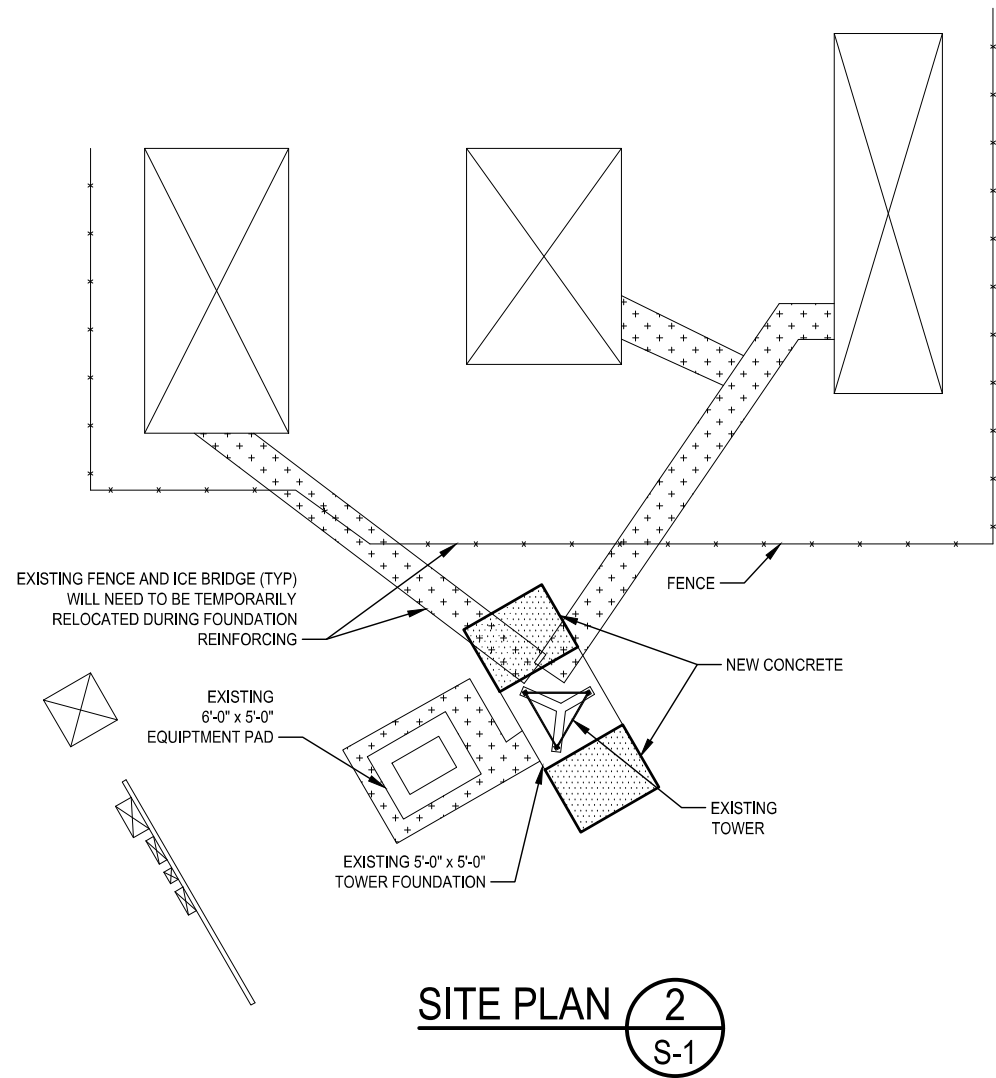 EXISTING FENCE AND ICE BRIDGE (TYP)
WILL NEED TO BE TEMPORARILY
RELOCATED DURING FOUNDATION
REINFORCING
FENCE
NEW CONCRETE
EXISTING
6'-0" x 5'-0"
EQUIPTMENT PAD
EXISTING
TOWER
EXISTING 5'-0" x 5'-0"
TOWER FOUNDATION
SITE PLAN
2
S-1